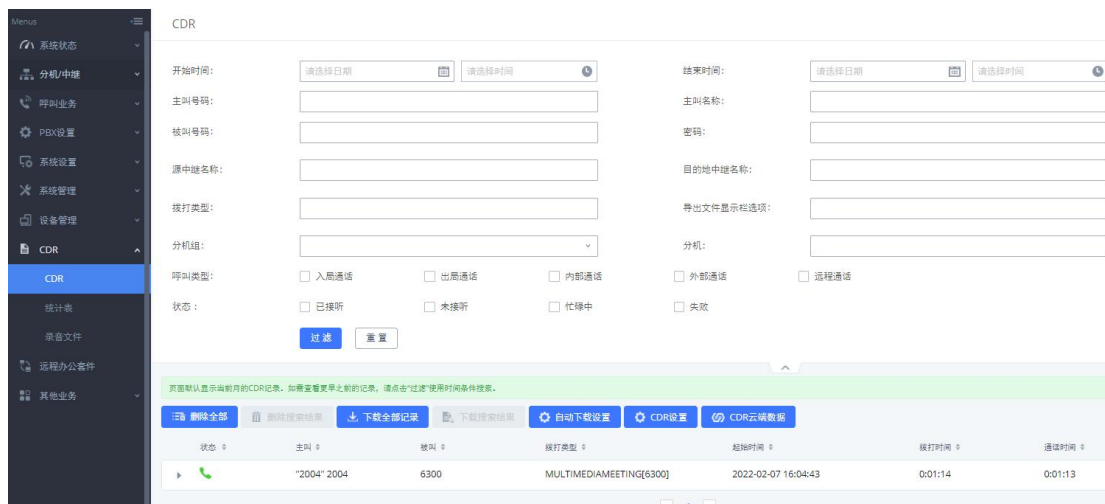 Menus
系统状态
分机/中继
呼叫业务
PBX设置
系统设置
系统管理
设备管理
CDR
CDR
统计表
录音文件
远程办公套件
其他业务
CDR
开始时间: 请选择日期 请选择时间 结束时间: 请选择日期 请选择时间
主叫号码: 主叫名称:
被叫号码: 密码:
源中继名称: 目的地中继名称:
拨打类型: 导出文件显示栏选项:
分机组: 分机:
呼叫类型: 入局通话 出局通话 内部通话 外部通话 远程通话
状态: 已接听 未接听 忙碌中 失败
过滤 重置
页面默认显示当前月的CDR记录。如需查看更早之前的记录，请点击“过滤”使用时间条件搜索。
删除全部 删除搜索结果 下载全部记录 下载搜索结果 自动下载设置 CDR设置 CDR云端数据
状态 主叫 被叫 拨打类型 起始时间 拨打时间 通话时间
"2004" 2004 6300 MULTIMEDIAMEETING[6300] 2022-02-07 16:04:43 0:01:14 0:01:13